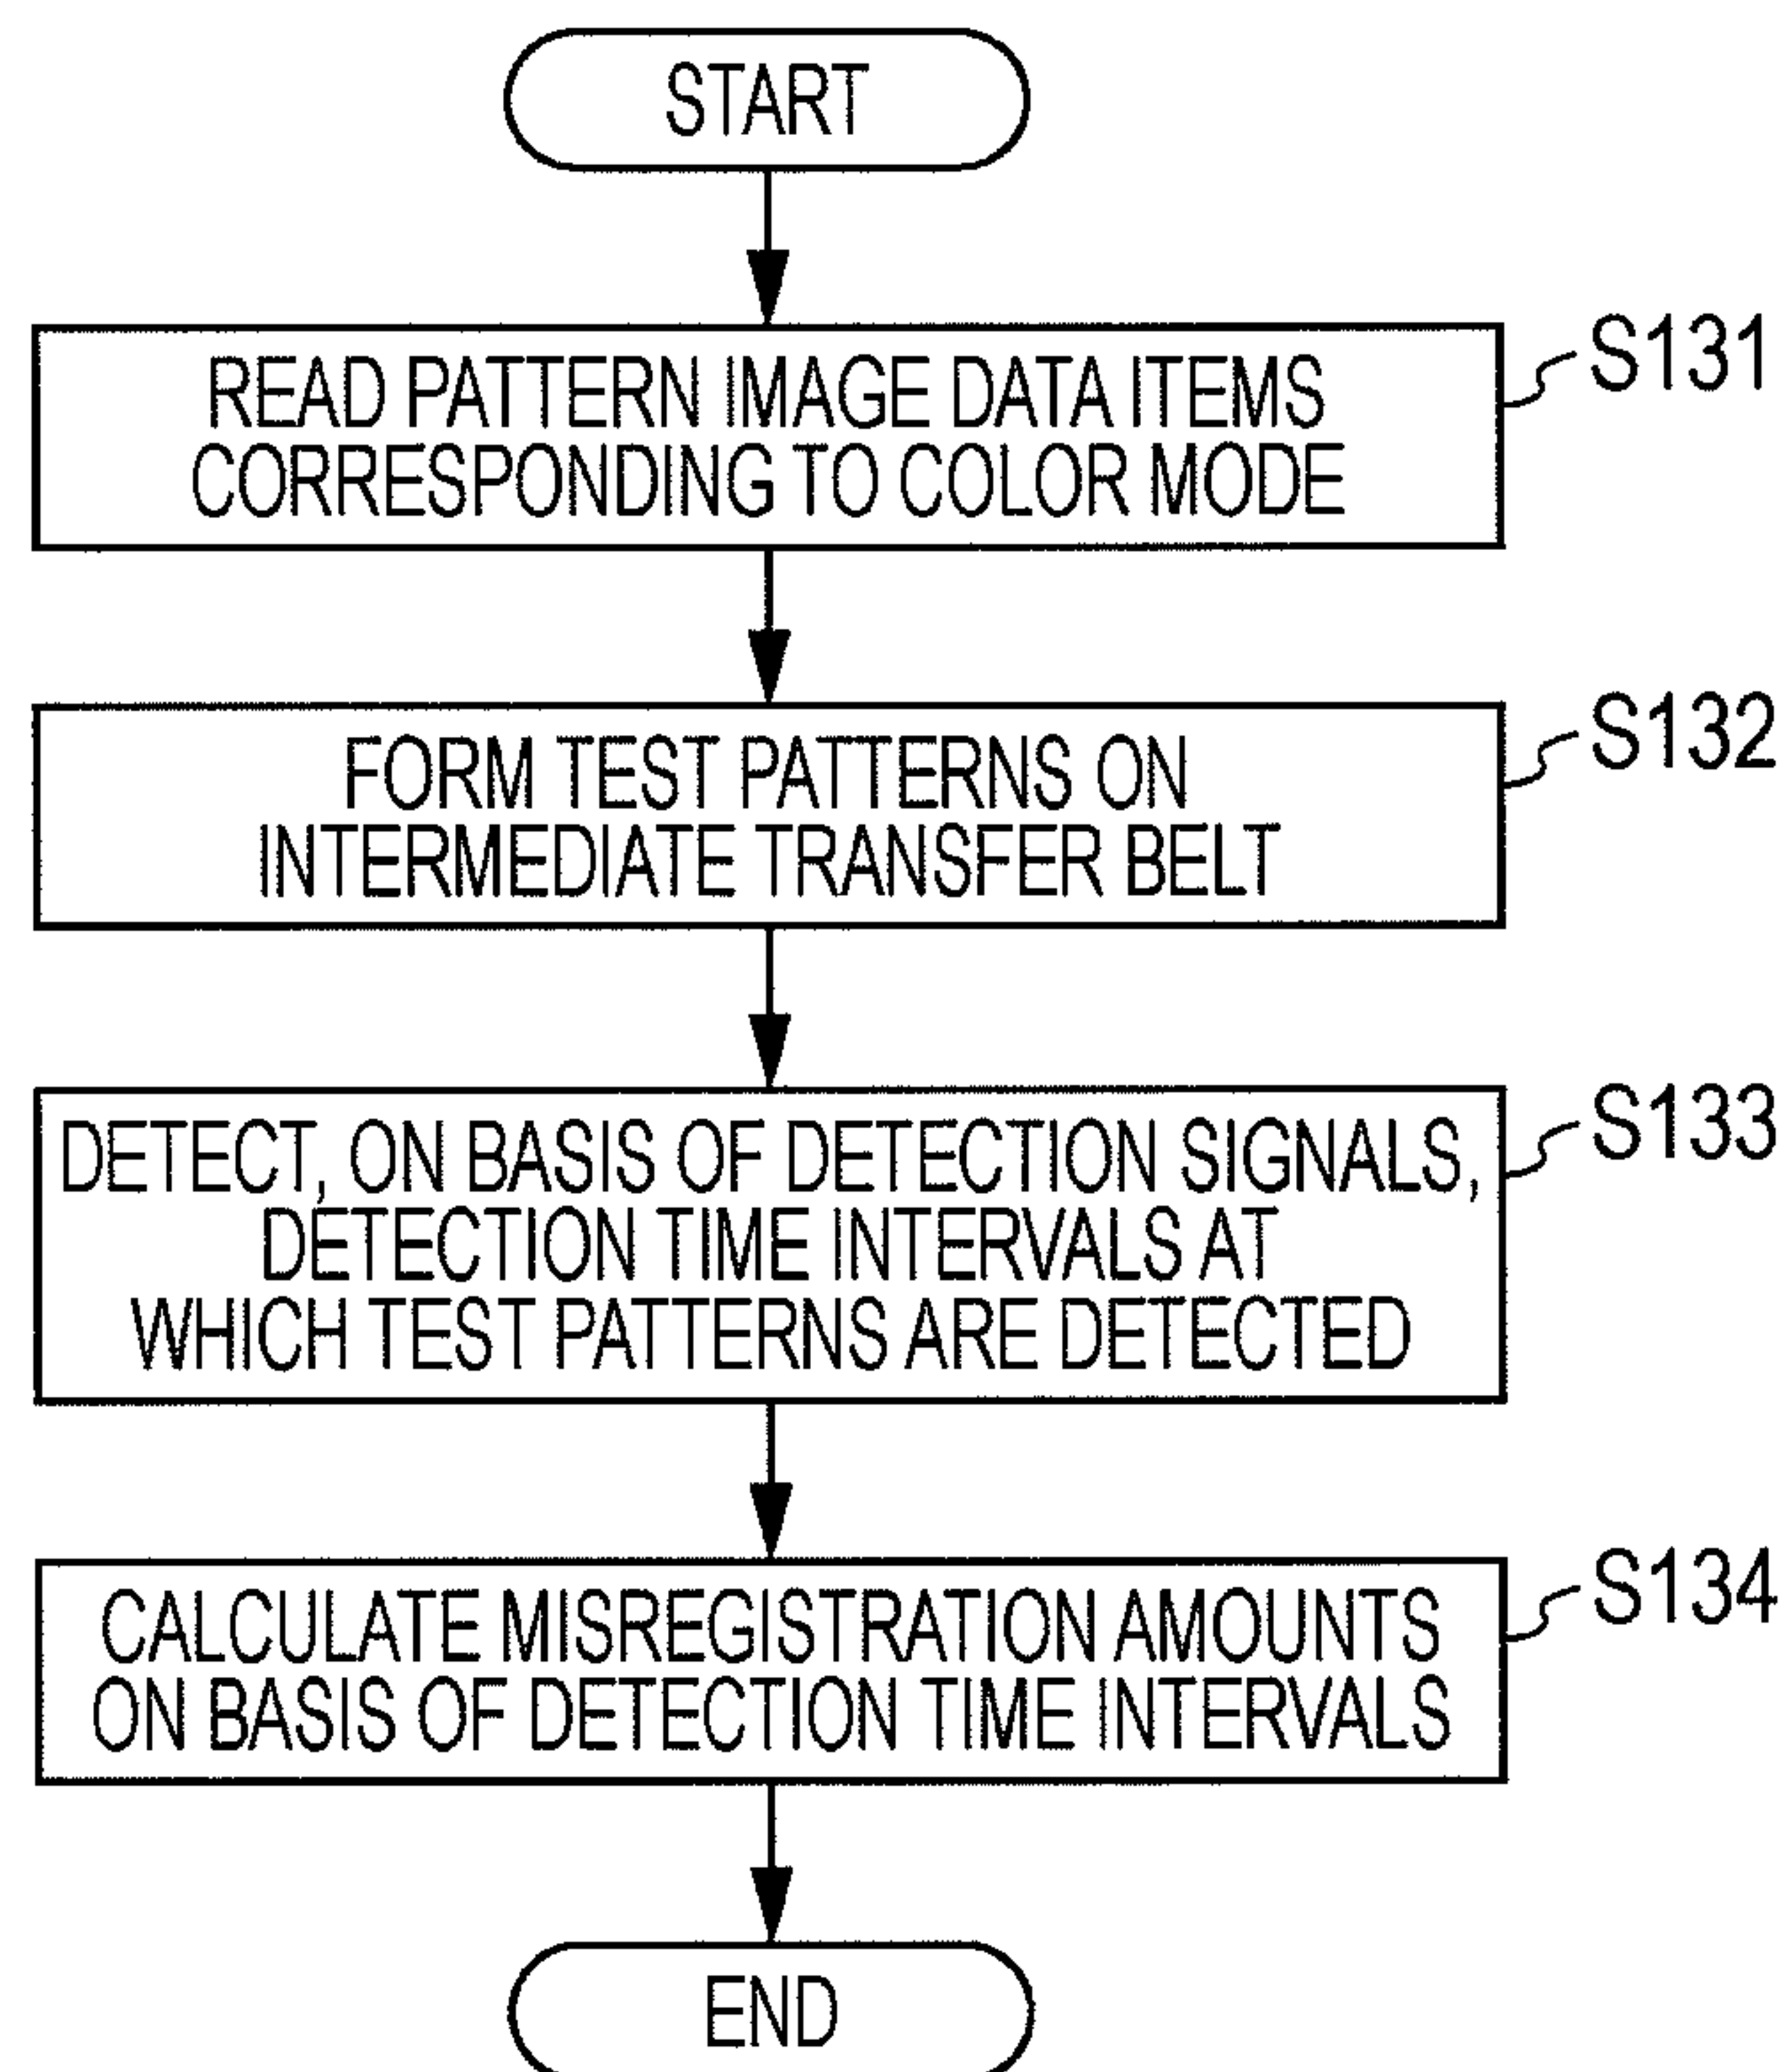 START
READ PATTERN IMAGE DATA ITEMS
CORRESPONDING TO COLOR MODE
S131
FORM TEST PATTERNS ON
INTERMEDIATE TRANSFER BELT
S132
DETECT, ON BASIS OF DETECTION SIGNALS,
DETECTION TIME INTERVALS AT
WHICH TEST PATTERNS ARE DETECTED
S133
CALCULATE MISREGISTRATION AMOUNTS
ON BASIS OF DETECTION TIME INTERVALS
S134
END